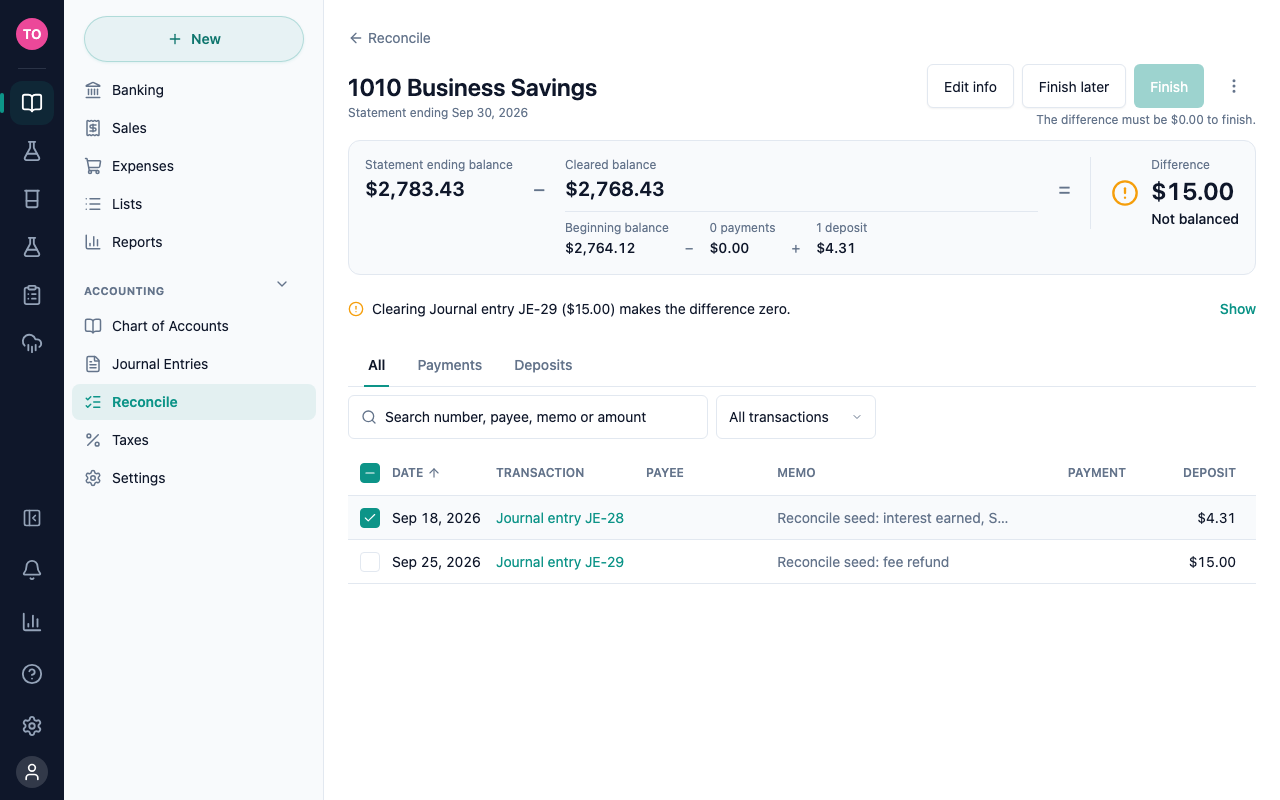 TO
New
Banking
Sales
Expenses
Lists
Reports
ACCOUNTING
Chart of Accounts
Journal Entries
Reconcile
Taxes
Settings
Reconcile
1010 Business Savings
Statement ending Sep 30, 2026
Edit info
Finish later
Finish
The difference must be $0.00 to finish.
Statement ending balance
$2,783.43
–
Cleared balance
$2,768.43
Beginning balance
$2,764.12
–
0 payments
$0.00
+
1 deposit
$4.31
=
Difference
$15.00
Not balanced
Clearing Journal entry JE-29 ($15.00) makes the difference zero.
Show
All Payments Deposits
Search number, payee, memo or amount
All transactions
DATE TRANSACTION PAYEE MEMO PAYMENT DEPOSIT
Sep 18, 2026 Journal entry JE-28 Reconcile seed: interest earned, S... $4.31
Sep 25, 2026 Journal entry JE-29 Reconcile seed: fee refund $15.00